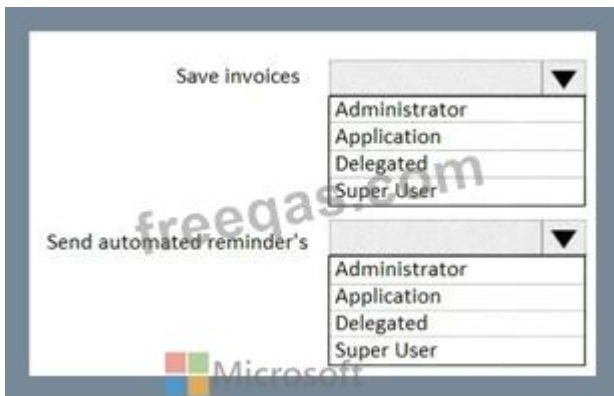 Save invoices
Administrator
Application
Delegated
Super User
freeqas.com
Send automated reminder's
Administrator
Application
Delegated
Super User
Microsoft